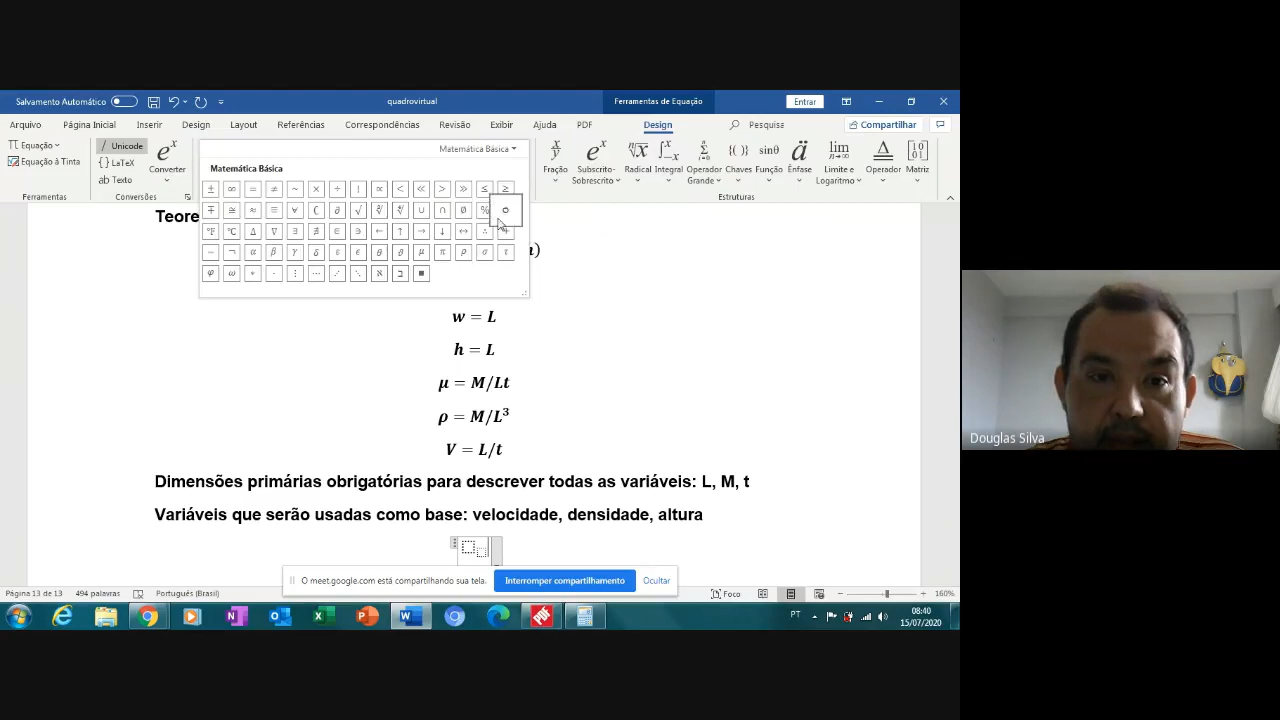 Salvamento Automático
quadrovirtual
Ferramentas de Equação
Entrar
Arquivo Página Inicial Inserir Design Layout Referências Correspondências Revisão Exibir Ajuda PDF Design Pesquisa Compartilhar
π Equação
Equação à Tinta
/ Unicode
LaTeX
ab Texto
eˣ
Converter
Conversões
Matemática Básica
Matemática Básica
± ∞ = ≠ ~ × ÷ ! ∝ < ≪ > ≫ ≤ ≥
∓ ≅ ≈ ≡ ∀ ∁ ∂ √ ∛ ∜ ∪ ∩ ∅ % °
°F °C ∆ ∇ ∃ ∄ ∈ ∋ ← ↑ → ↓ ↔ ∴ +
− ¬ α β γ δ ε ϵ θ ϑ μ π ρ σ τ
φ ω * ∙ ⋮ ⋯ ⋰ ⋱ ℵ ℶ ∎
Fração Subscrito-Sobrescrito Radical Integral Operador Grande Chaves Função Ênfase Limite e Logaritmo Operador Matriz
Estruturas
Teore
)
w = L
h = L
μ = M/Lt
ρ = M/L³
V = L/t
Dimensões primárias obrigatórias para descrever todas as variáveis: L, M, t
Variáveis que serão usadas como base: velocidade, densidade, altura
O meet.google.com está compartilhando sua tela.
Interromper compartilhamento
Ocultar
Página 13 de 13 494 palavras Português (Brasil) Foco 160%
PT
08:40
15/07/2020
Douglas Silva